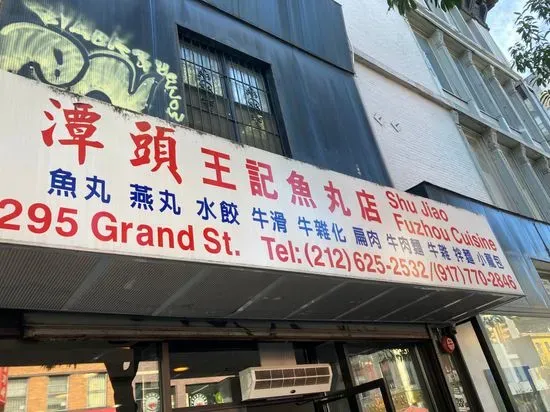 潭頭王記魚丸店
Shu Jiao
Fuzhou Cuisine
魚丸 燕丸 水餃 牛滑 牛雜化 扁肉 牛肉麵 牛雜 拌麵 小麵包
295 Grand St. Tel: (212) 625-2532/(917) 770-2846